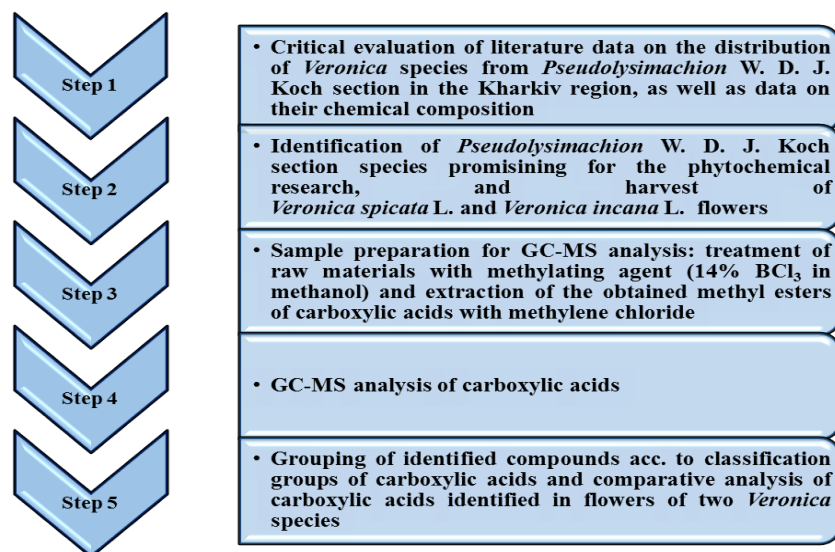 Step 1
• Critical evaluation of literature data on the distribution
of Veronica species from Pseudolysimachion W. D. J.
Koch section in the Kharkiv region, as well as data on
their chemical composition
Step 2
• Identification of Pseudolysimachion W. D. J. Koch
section species promisining for the phytochemical
research, and harvest of
Veronica spicata L. and Veronica incana L. flowers
Step 3
• Sample preparation for GC-MS analysis: treatment of
raw materials with methylating agent (14% BCl₃ in
methanol) and extraction of the obtained methyl esters
of carboxylic acids with methylene chloride
Step 4
• GC-MS analysis of carboxylic acids
Step 5
• Grouping of identified compounds acc. to classification
groups of carboxylic acids and comparative analysis of
carboxylic acids identified in flowers of two Veronica
species